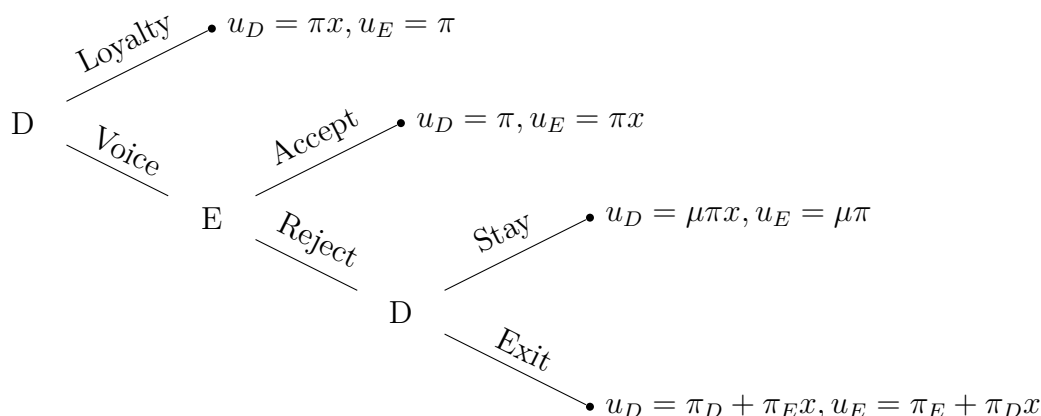 Loyalty
u_D = πx, u_E = π
D
Voice
Accept
u_D = π, u_E = πx
E
Reject
Stay
u_D = μπx, u_E = μπ
D
Exit
u_D = π_D + π_E x, u_E = π_E + π_D x